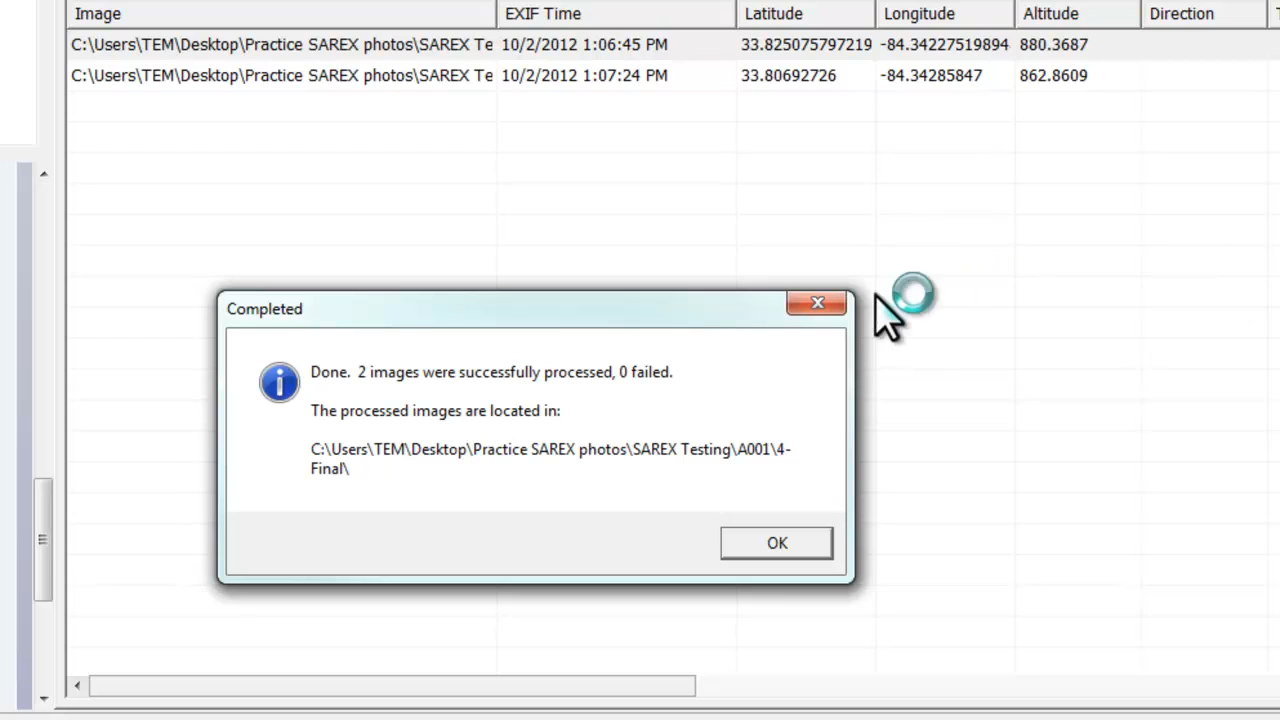 Image EXIF Time Latitude Longitude Altitude Direction
C:\Users\TEM\Desktop\Practice SAREX photos\SAREX Te 10/2/2012 1:06:45 PM 33.825075797219 -84.34227519894 880.3687
C:\Users\TEM\Desktop\Practice SAREX photos\SAREX Te 10/2/2012 1:07:24 PM 33.80692726 -84.34285847 862.8609
Completed
Done. 2 images were successfully processed, 0 failed.
The processed images are located in:
C:\Users\TEM\Desktop\Practice SAREX photos\SAREX Testing\A001\4-
Final\
OK